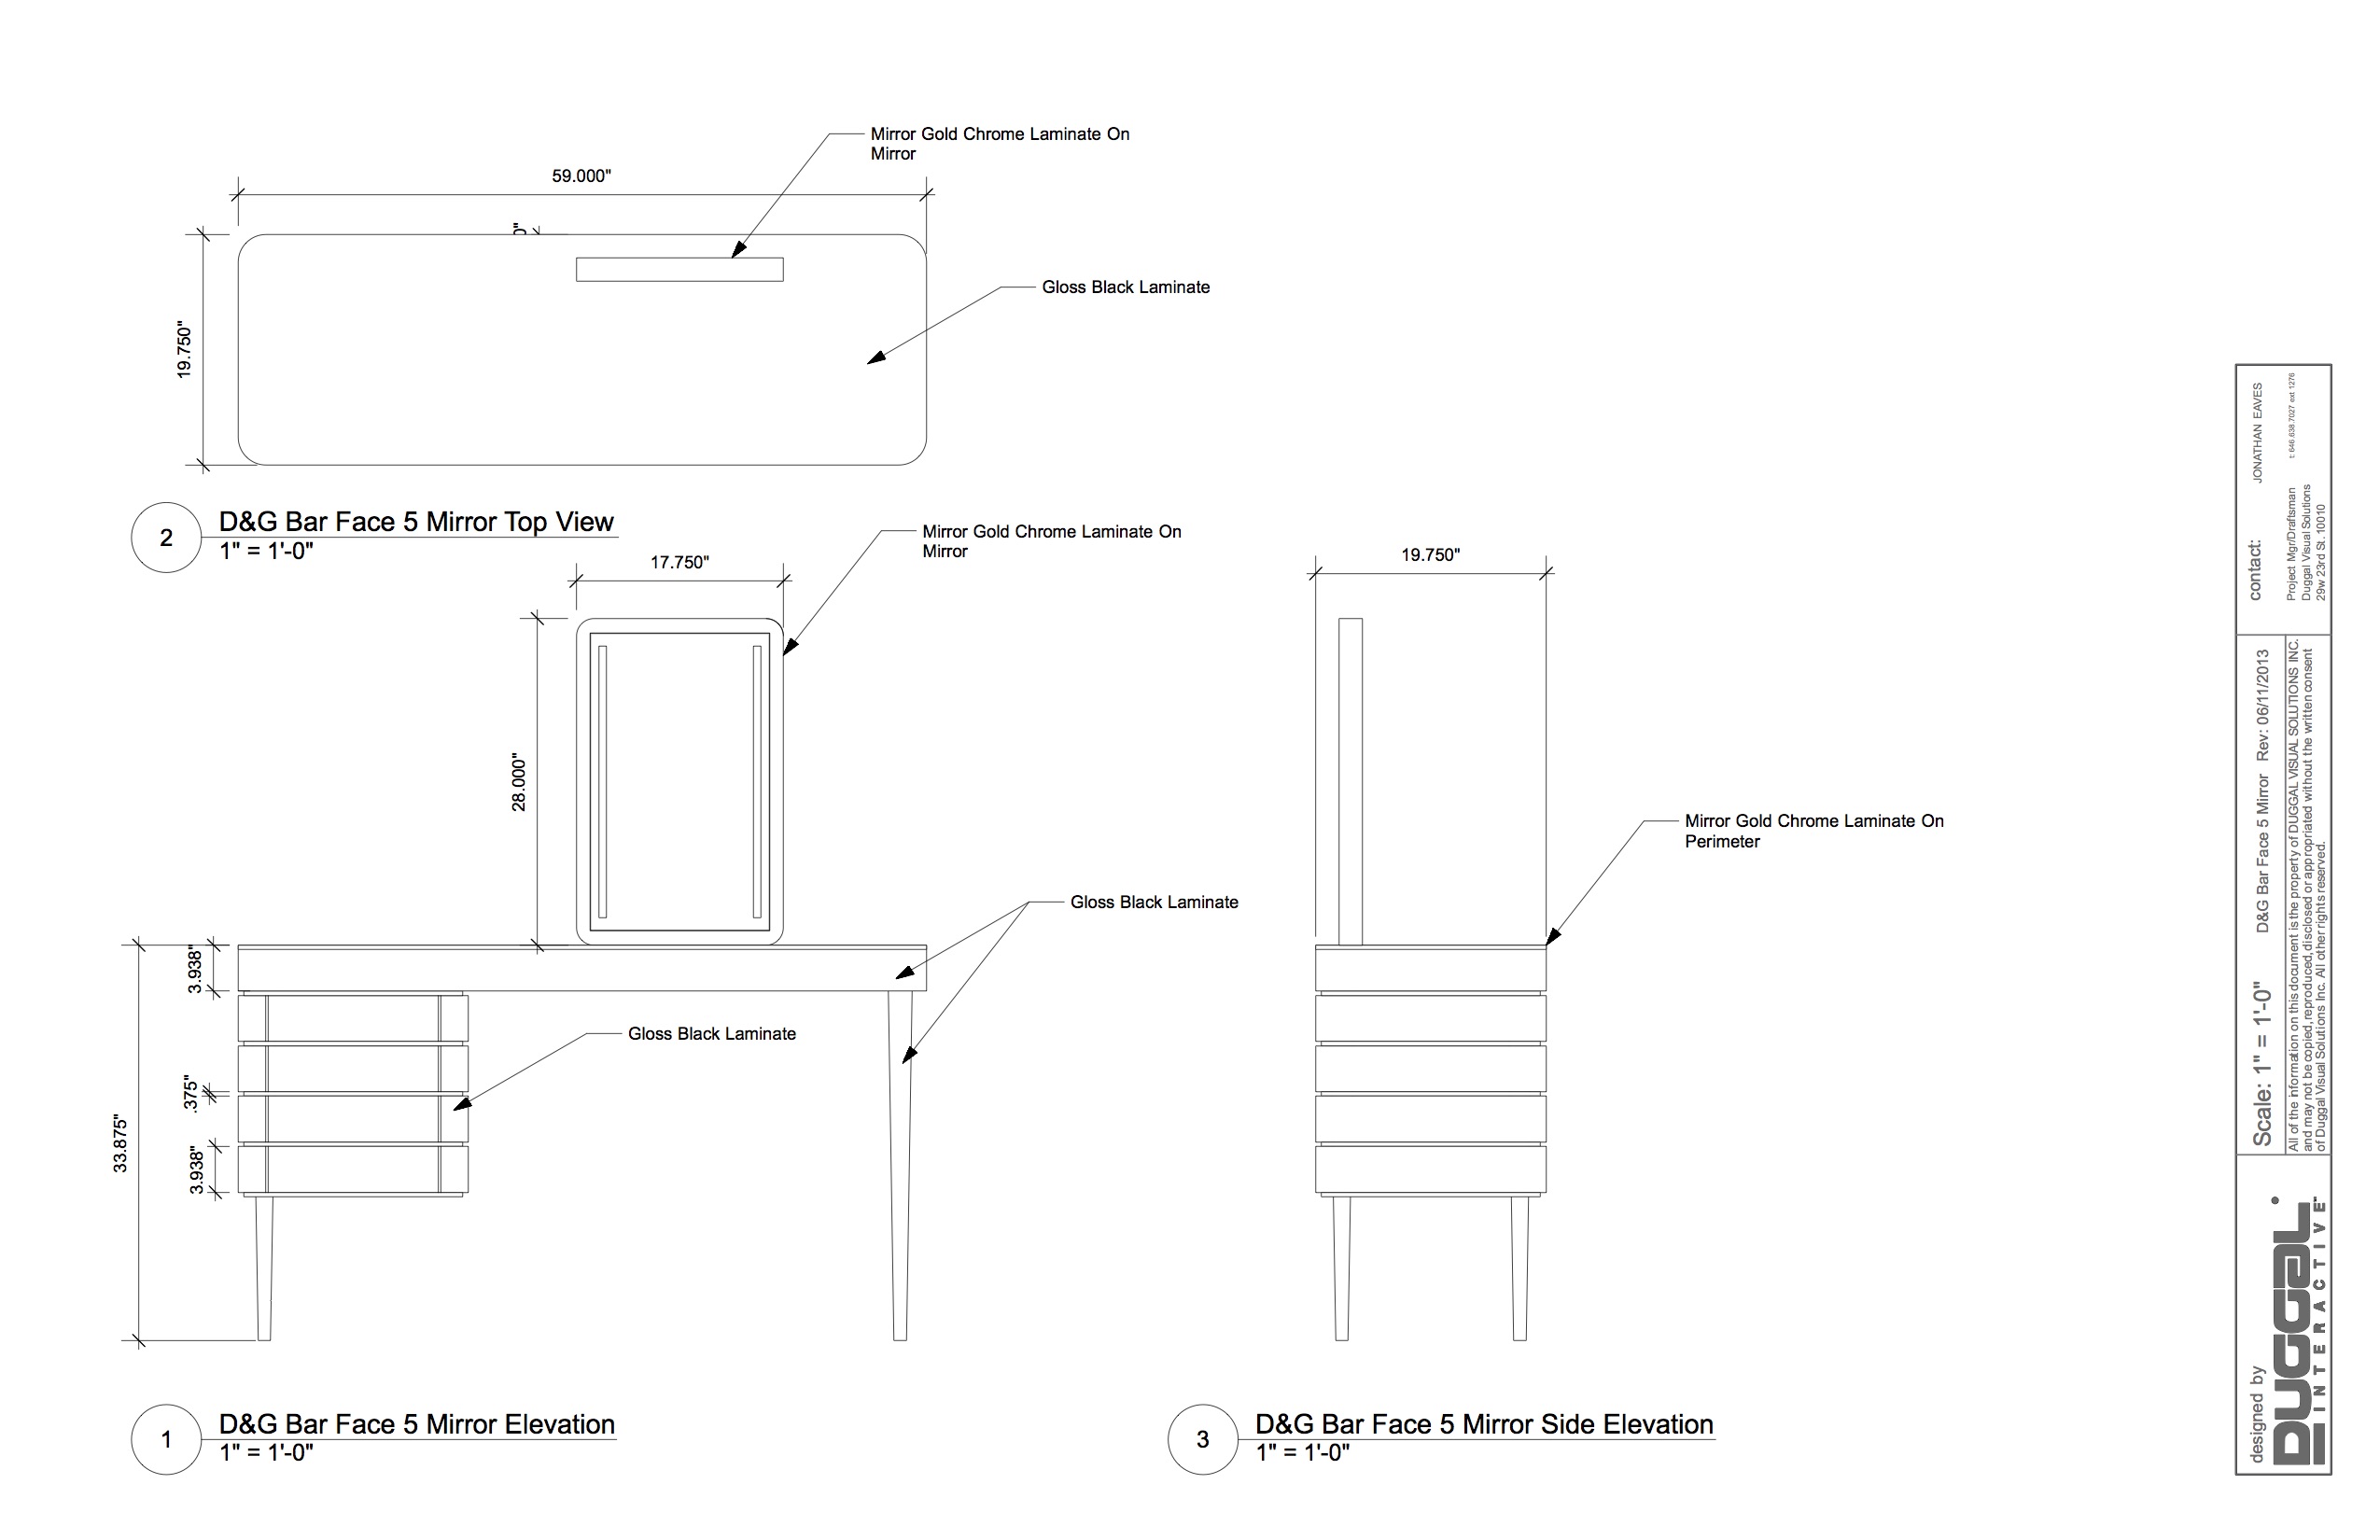 Mirror Gold Chrome Laminate On
Mirror
59.000"
0"
Gloss Black Laminate
19.750"
2
D&G Bar Face 5 Mirror Top View
1" = 1'-0"
Mirror Gold Chrome Laminate On
Mirror
17.750"
28.000"
Gloss Black Laminate
3.938"
Gloss Black Laminate
.375"
3.938"
33.875"
1
D&G Bar Face 5 Mirror Elevation
1" = 1'-0"
19.750"
Mirror Gold Chrome Laminate On
Perimeter
3
D&G Bar Face 5 Mirror Side Elevation
1" = 1'-0"
designed by
DUGGAL
INTERACTIVE
Scale: 1" = 1'-0"
D&G Bar Face 5 Mirror Rev: 06/11/2013
All of the information on this document is the property of DUGGAL VISUAL SOLUTIONS INC.
and may not be copied, reproduced, disclosed or appropriated without the written consent
of Duggal Visual Solutions Inc. All other rights reserved.
contact:
JONATHAN EAVES
Project Mgr/Draftsman
t: 646.638.7027 ext 1276
Duggal Visual Solutions
29w 23rd St. 10010